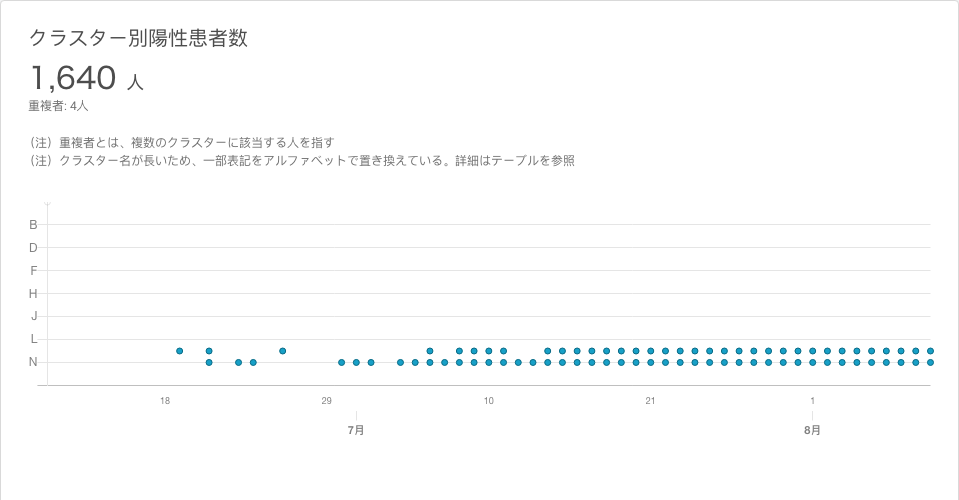 クラスター別陽性患者数
1,640 人
重複者: 4人
（注）重複者とは、複数のクラスターに該当する人を指す
（注）クラスター名が長いため、一部表記をアルファベットで置き換えている。詳細はテーブルを参照
B
D
F
H
J
L
N
18 29 10 21 1
7月 8月